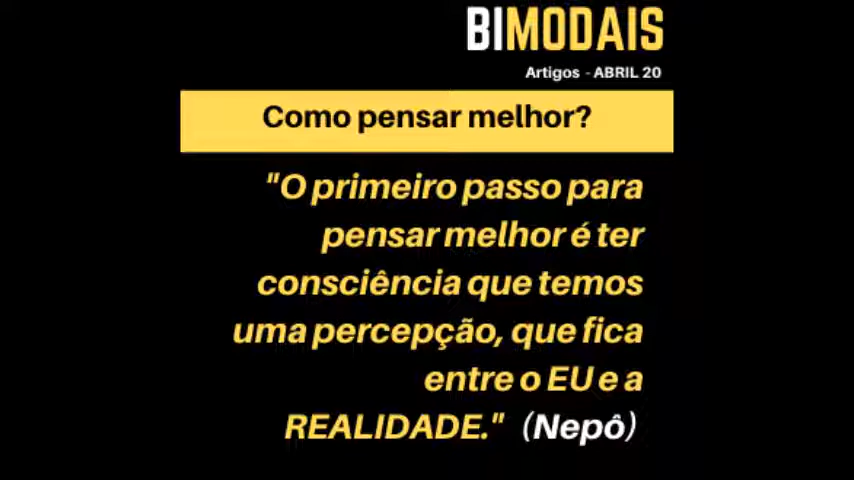 BIMODAIS
Artigos - ABRIL 20
Como pensar melhor?
"O primeiro passo para
pensar melhor é ter
consciência que temos
uma percepção, que fica
entre o EU e a
REALIDADE." (Nepô)